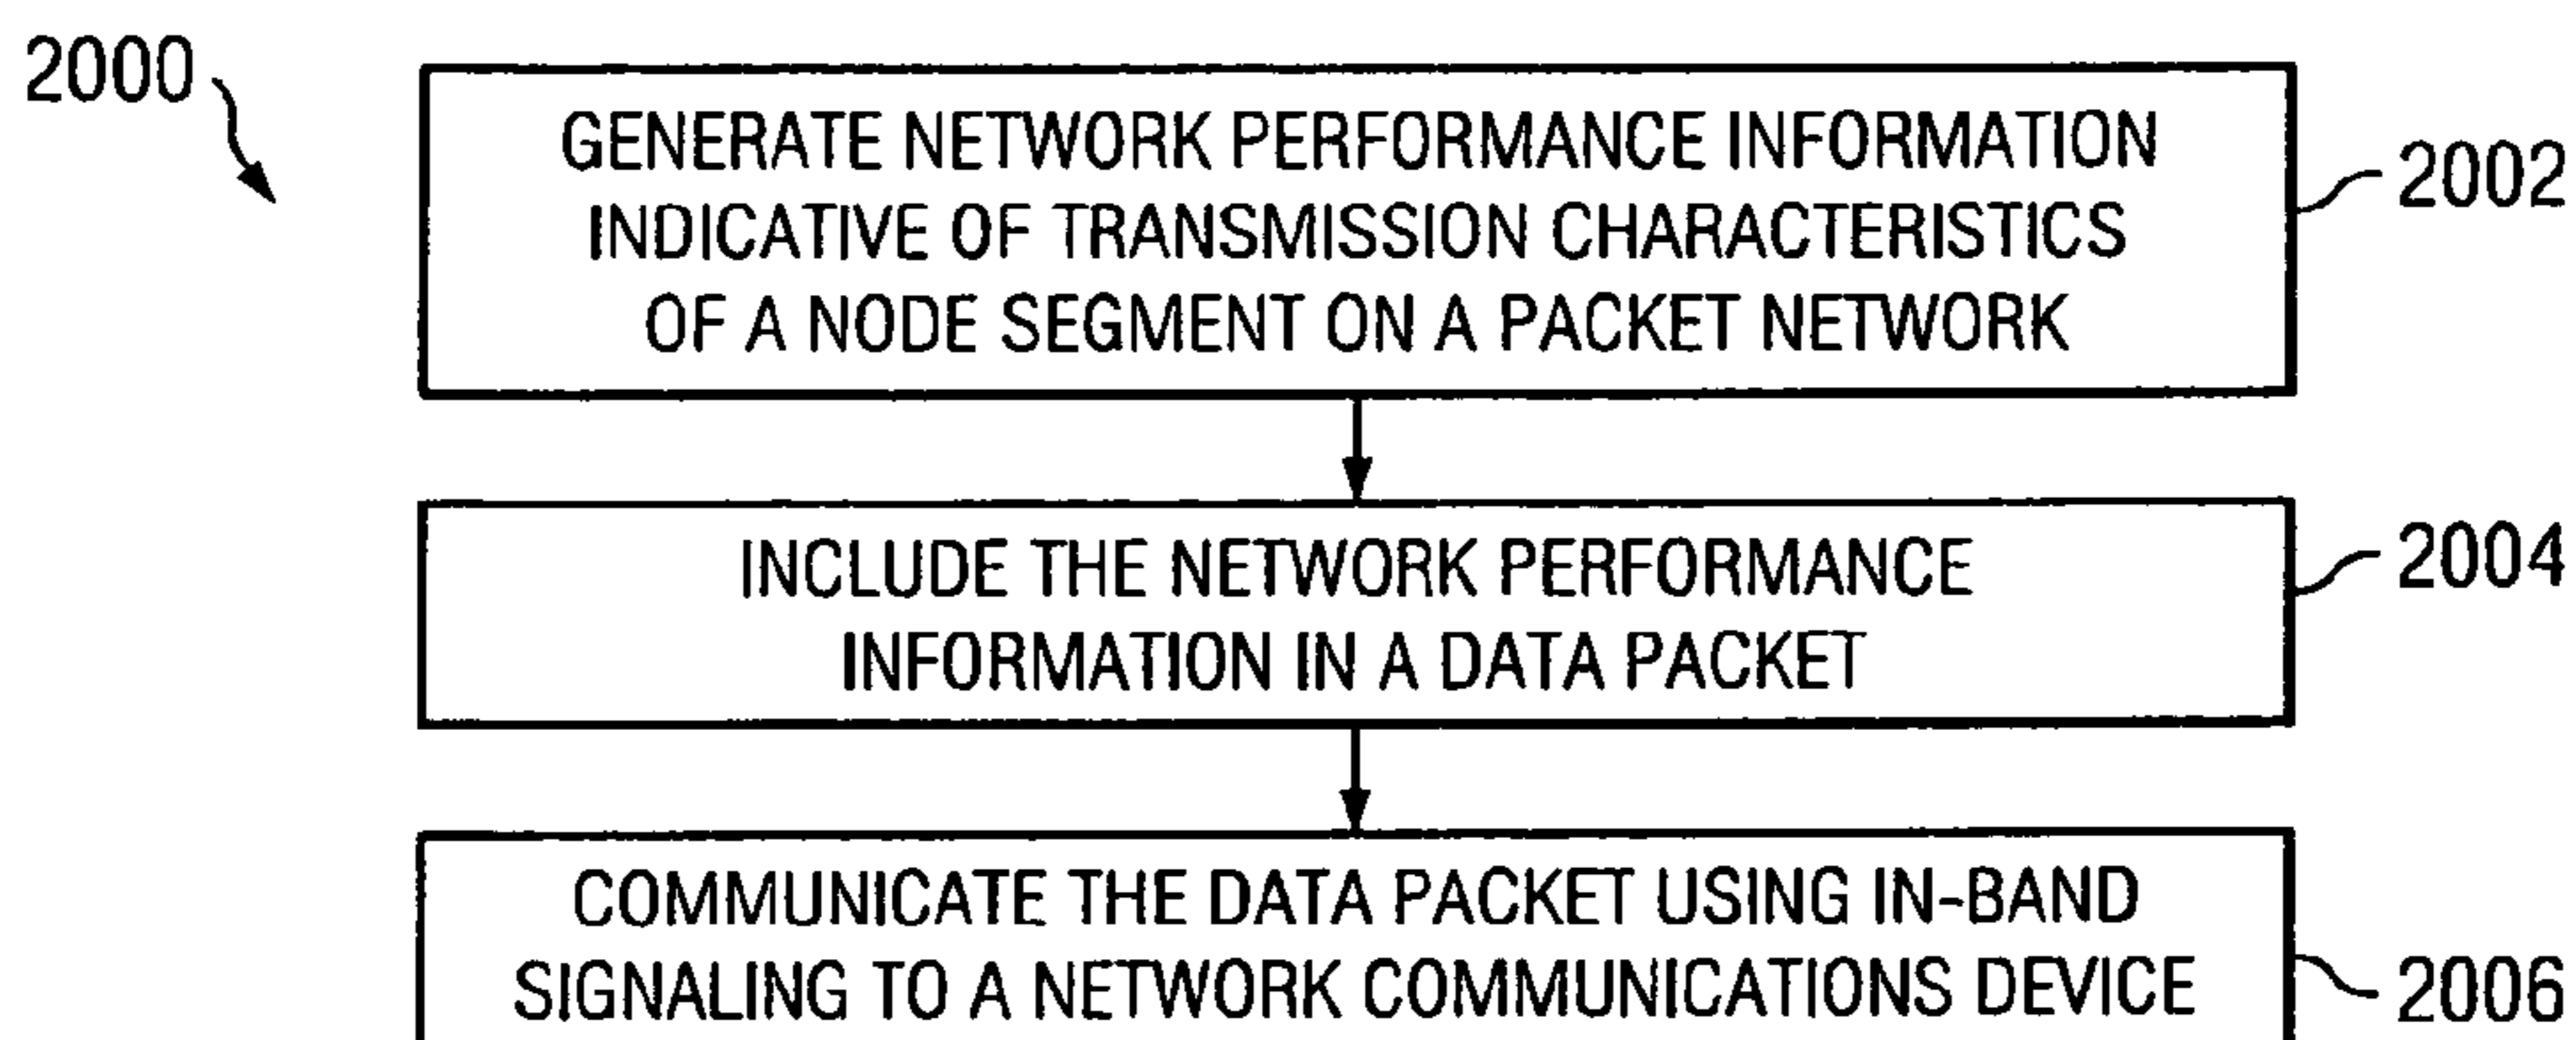 2000
GENERATE NETWORK PERFORMANCE INFORMATION
INDICATIVE OF TRANSMISSION CHARACTERISTICS
OF A NODE SEGMENT ON A PACKET NETWORK
2002
INCLUDE THE NETWORK PERFORMANCE
INFORMATION IN A DATA PACKET
2004
COMMUNICATE THE DATA PACKET USING IN-BAND
SIGNALING TO A NETWORK COMMUNICATIONS DEVICE
2006